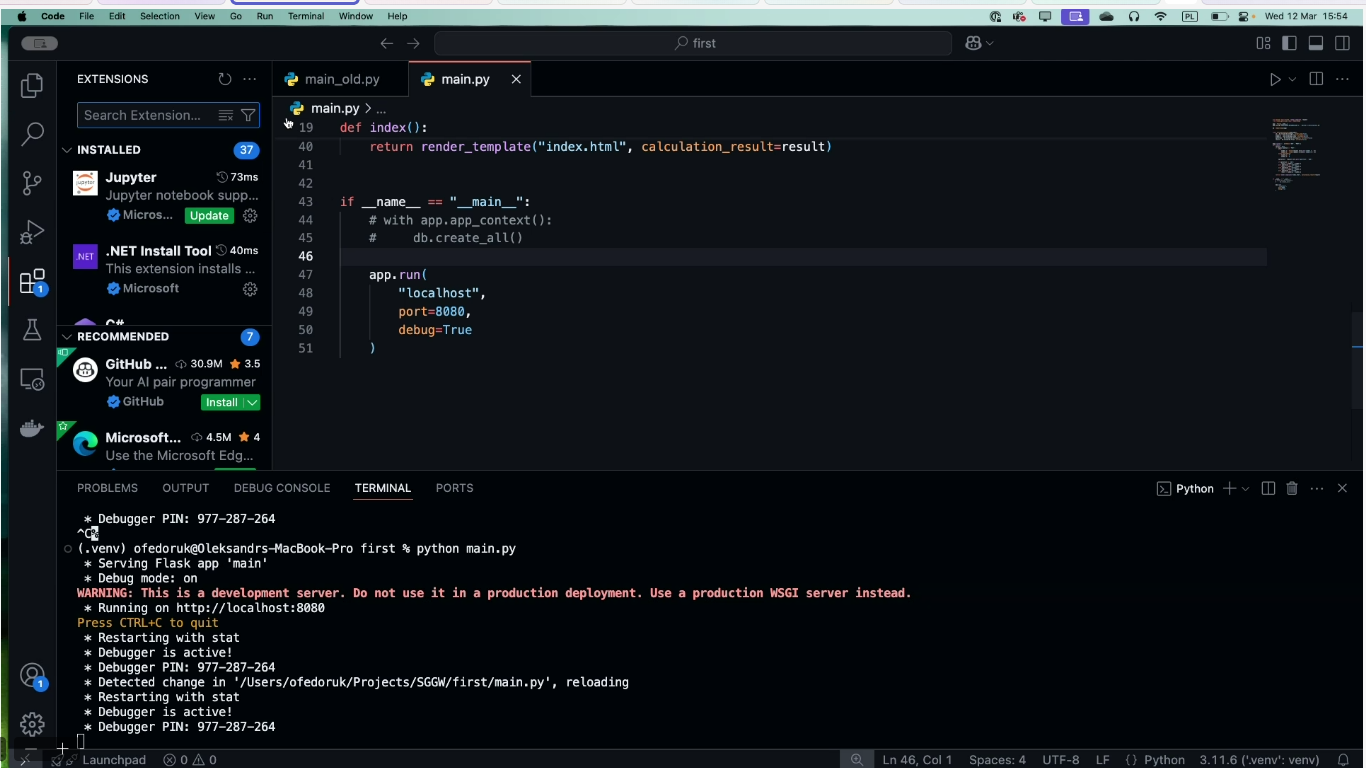 Code File Edit Selection View Go Run Terminal Window Help PL Wed 12 Mar 15:54
first
EXTENSIONS
main_old.py main.py
Search Extension...
main.py > ...
INSTALLED 37
Jupyter 73ms
Jupyter notebook supp...
Micros... Update
.NET Install Tool 40ms
This extension installs ...
Microsoft
C#
RECOMMENDED 7
GitHub ... 30.9M 3.5
Your AI pair programmer
GitHub Install
Microsoft... 4.5M 4
Use the Microsoft Edg...
19 def index():
40 return render_template("index.html", calculation_result=result)
41
42
43 if __name__ == "__main__":
44 # with app.app_context():
45 # db.create_all()
46
47 app.run(
48 "localhost",
49 port=8080,
50 debug=True
51 )
PROBLEMS OUTPUT DEBUG CONSOLE TERMINAL PORTS Python
* Debugger PIN: 977-287-264
^C%
(.venv) ofedoruk@Oleksandrs-MacBook-Pro first % python main.py
* Serving Flask app 'main'
* Debug mode: on
WARNING: This is a development server. Do not use it in a production deployment. Use a production WSGI server instead.
* Running on http://localhost:8080
Press CTRL+C to quit
* Restarting with stat
* Debugger is active!
* Debugger PIN: 977-287-264
* Detected change in '/Users/ofedoruk/Projects/SGGW/first/main.py', reloading
* Restarting with stat
* Debugger is active!
* Debugger PIN: 977-287-264
Launchpad 0 0 Ln 46, Col 1 Spaces: 4 UTF-8 LF {} Python 3.11.6 ('.venv': venv)